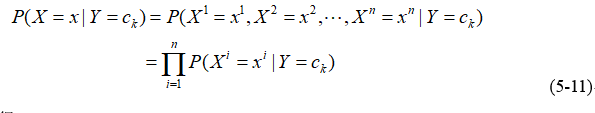 P(X = x | Y = c_k) = P(X^1 = x^1, X^2 = x^2, ⋯, X^n = x^n | Y = c_k)
= ∏_{i=1}^{n} P(X^i = x^i | Y = c_k)
(5-11)